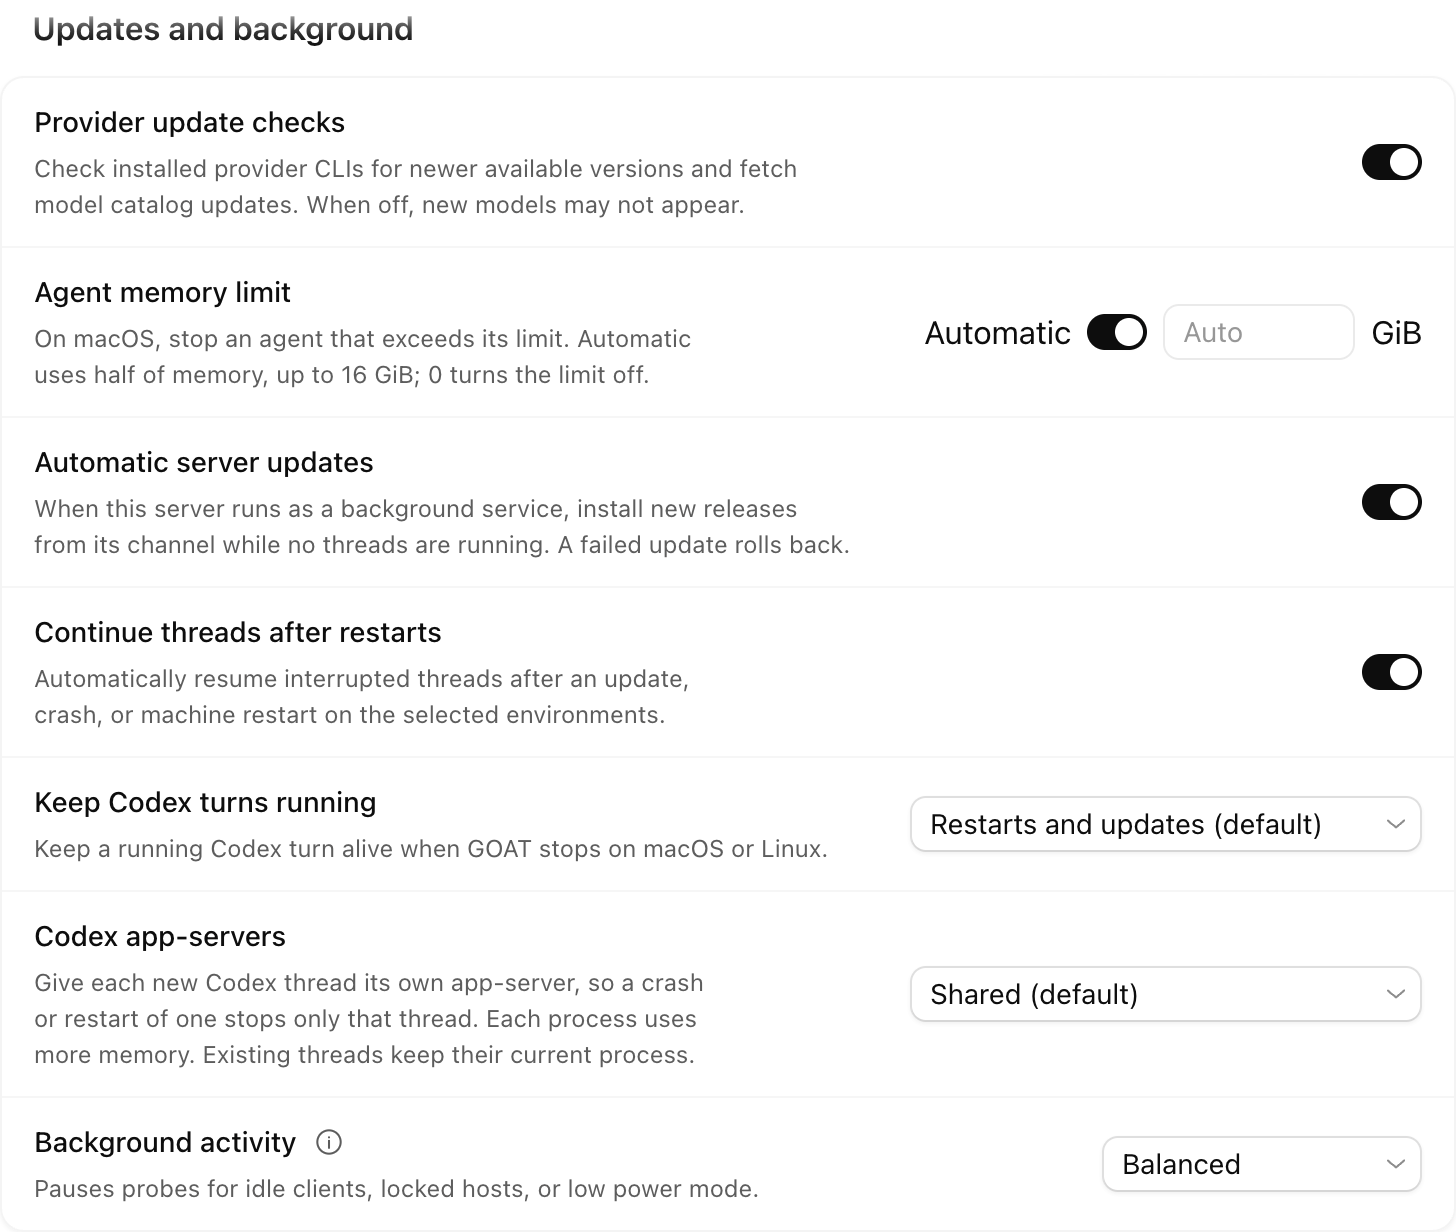 Updates and background
Provider update checks
Check installed provider CLIs for newer available versions and fetch
model catalog updates. When off, new models may not appear.
Agent memory limit
On macOS, stop an agent that exceeds its limit. Automatic
uses half of memory, up to 16 GiB; 0 turns the limit off.
Automatic
Auto
GiB
Automatic server updates
When this server runs as a background service, install new releases
from its channel while no threads are running. A failed update rolls back.
Continue threads after restarts
Automatically resume interrupted threads after an update,
crash, or machine restart on the selected environments.
Keep Codex turns running
Keep a running Codex turn alive when GOAT stops on macOS or Linux.
Restarts and updates (default)
Codex app-servers
Give each new Codex thread its own app-server, so a crash
or restart of one stops only that thread. Each process uses
more memory. Existing threads keep their current process.
Shared (default)
Background activity
Pauses probes for idle clients, locked hosts, or low power mode.
Balanced